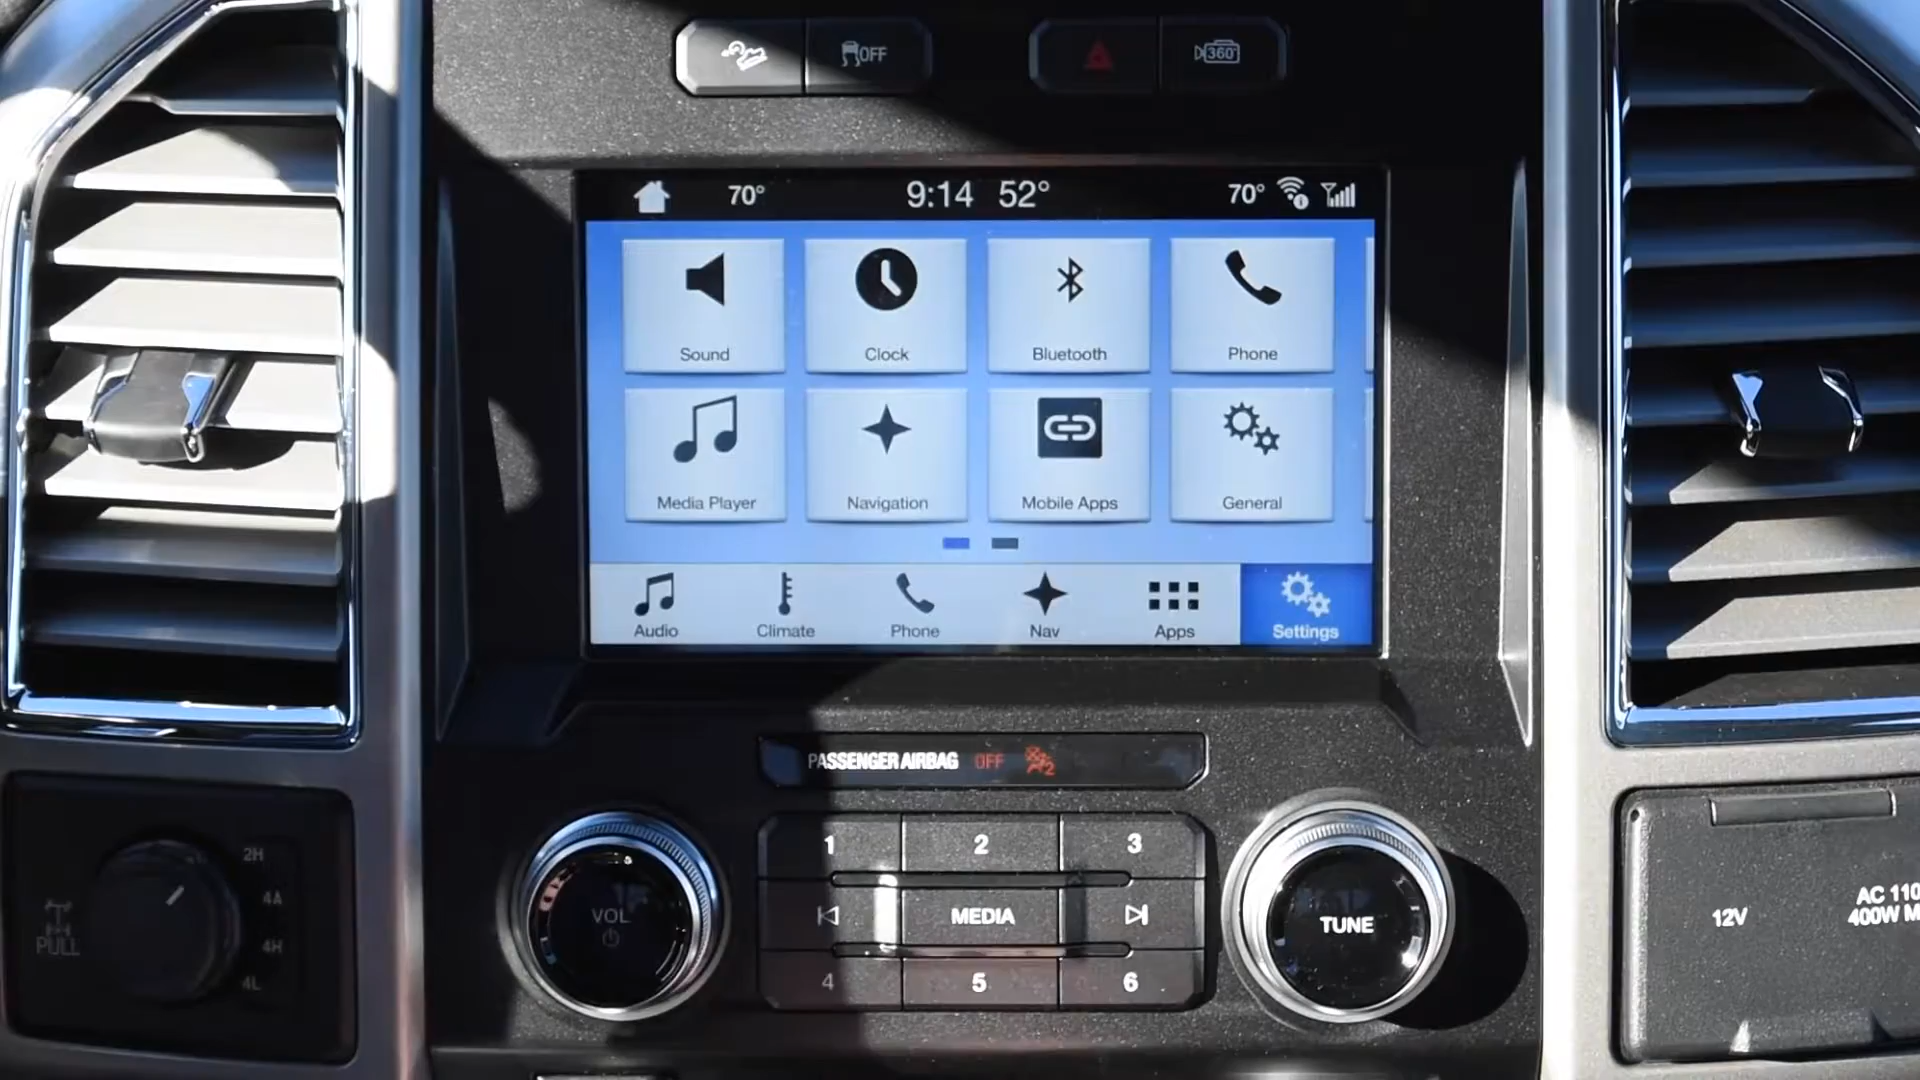 OFF
360°
70° 9:14 52° 70°
Sound Clock Bluetooth Phone
Media Player Navigation Mobile Apps General
Audio Climate Phone Nav Apps Settings
PASSENGER AIRBAG OFF 2
1 2 3
VOL MEDIA TUNE
4 5 6
2H
4A
4H
4L
PULL
12V
AC 110
400W M